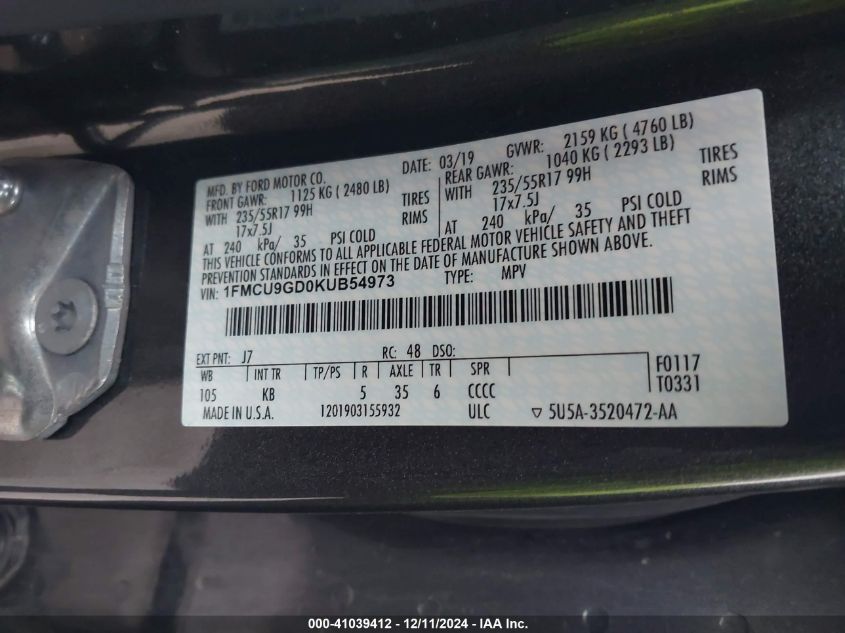 MFD. BY FORD MOTOR CO. DATE: 03/19 GVWR: 2159 KG ( 4760 LB)
FRONT GAWR: 1125 KG ( 2480 LB) REAR GAWR: 1040 KG ( 2293 LB)
WITH 235/55R17 99H TIRES WITH 235/55R17 99H TIRES
17x7.5J RIMS 17x7.5J RIMS
AT 240 kPa/ 35 PSI COLD AT 240 kPa/ 35 PSI COLD
THIS VEHICLE CONFORMS TO ALL APPLICABLE FEDERAL MOTOR VEHICLE SAFETY AND THEFT
PREVENTION STANDARDS IN EFFECT ON THE DATE OF MANUFACTURE SHOWN ABOVE.
VIN: 1FMCU9GD0KUB54973 TYPE: MPV
EXT PNT: J7 RC: 48 DSO: F0117
WB INT TR TP/PS R AXLE TR SPR T0331
105 KB 5 35 6 CCCC
MADE IN U.S.A. 1201903155932 ULC ▽ 5U5A-3520472-AA
000-41039412 - 12/11/2024 - IAA Inc.